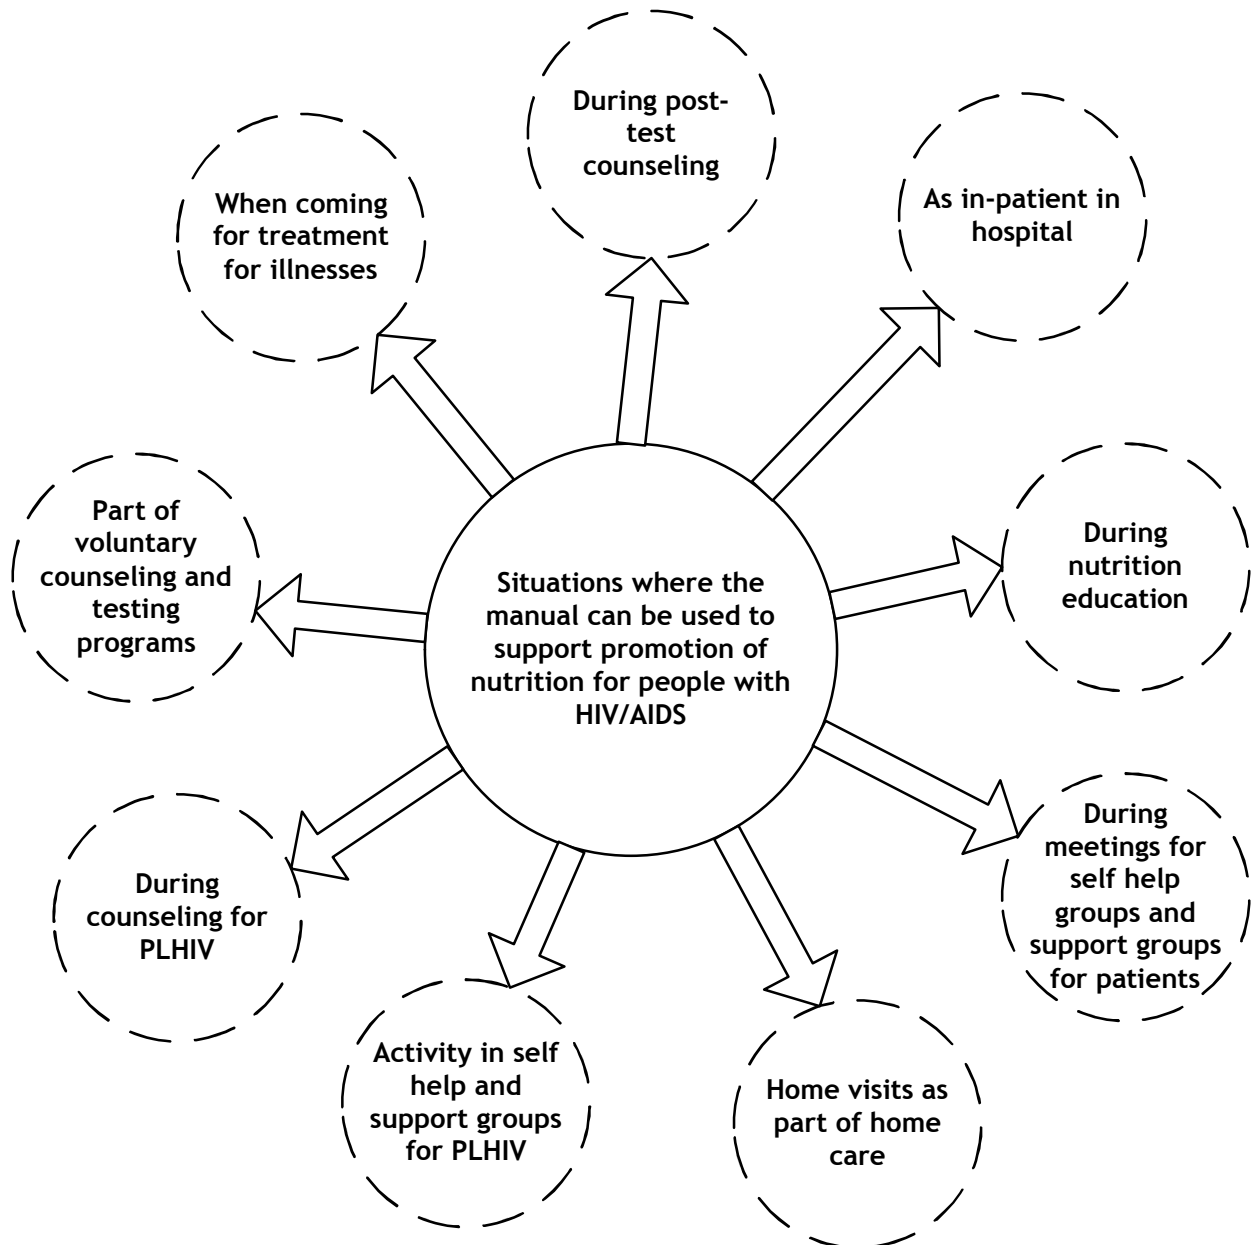 During post-
test
counseling
As in-patient in
hospital
When coming
for treatment
for illnesses
Part of
voluntary
counseling and
testing
programs
Situations where the
manual can be used to
support promotion of
nutrition for people with
HIV/AIDS
During
nutrition
education
During
meetings for
self help
groups and
support groups
for patients
During
counseling for
PLHIV
Activity in self
help and
support groups
for PLHIV
Home visits as
part of home
care